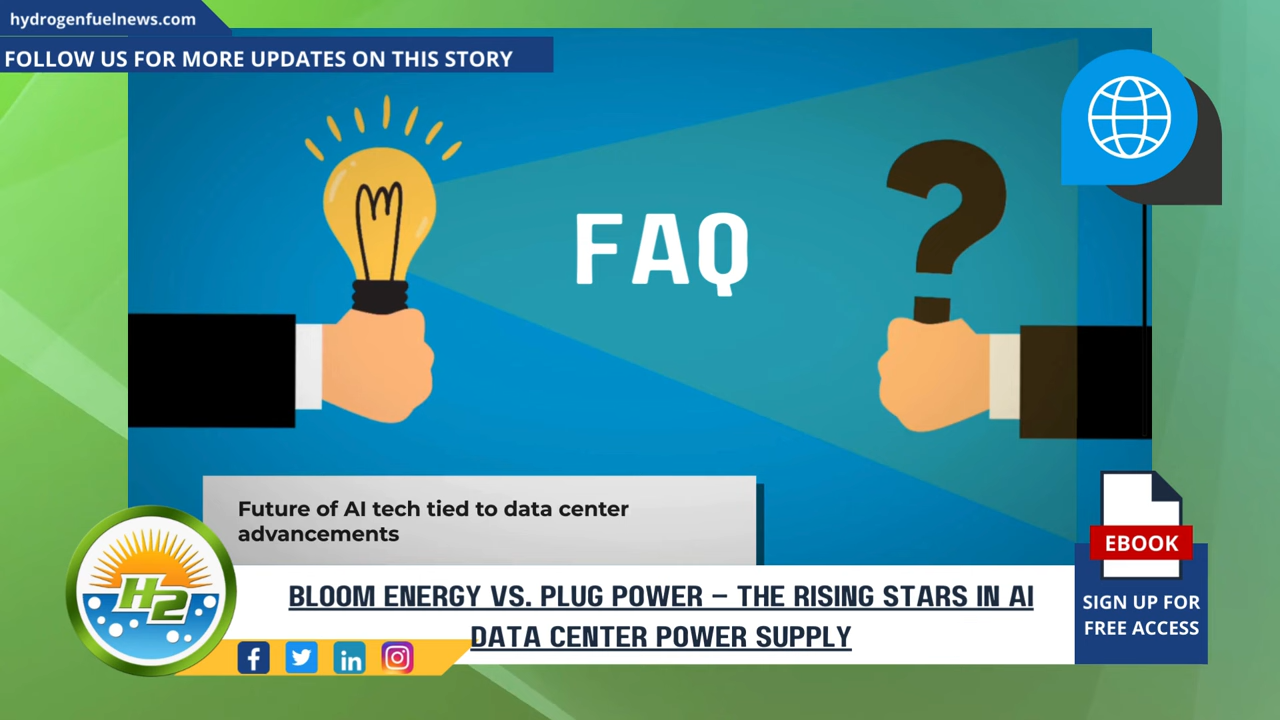 hydrogenfuelnews.com
FOLLOW US FOR MORE UPDATES ON THIS STORY
FAQ
Future of AI tech tied to data center
advancements
H2
BLOOM ENERGY VS. PLUG POWER – THE RISING STARS IN AI
DATA CENTER POWER SUPPLY
EBOOK
SIGN UP FOR
FREE ACCESS